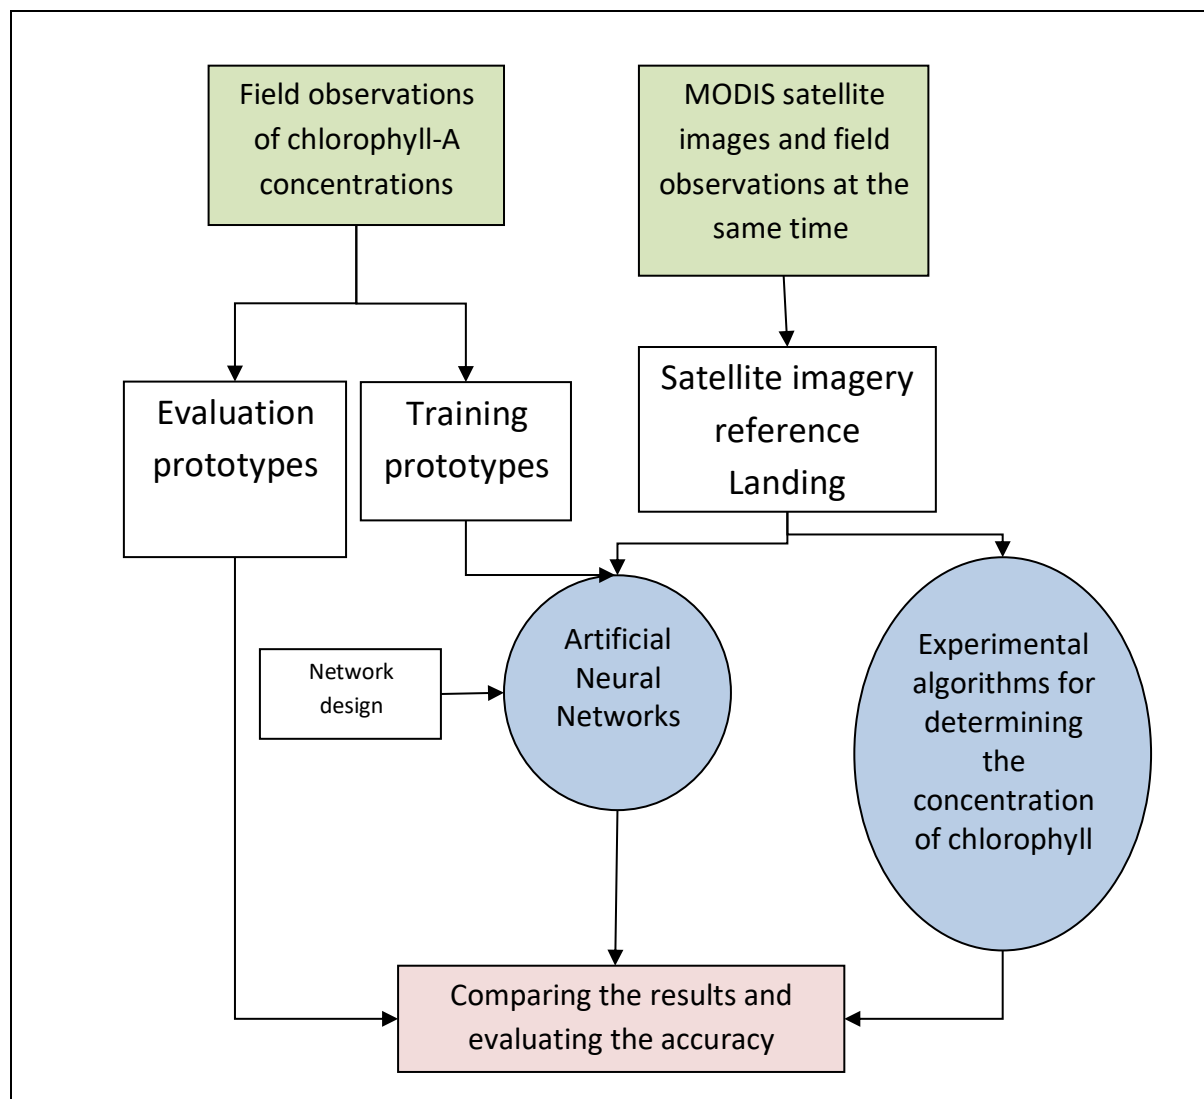 Field observations
of chlorophyll-A
concentrations
MODIS satellite
images and field
observations at the
same time
Evaluation
prototypes
Training
prototypes
Satellite imagery
reference
Landing
Network
design
Artificial
Neural
Networks
Experimental
algorithms for
determining
the
concentration
of chlorophyll
Comparing the results and
evaluating the accuracy